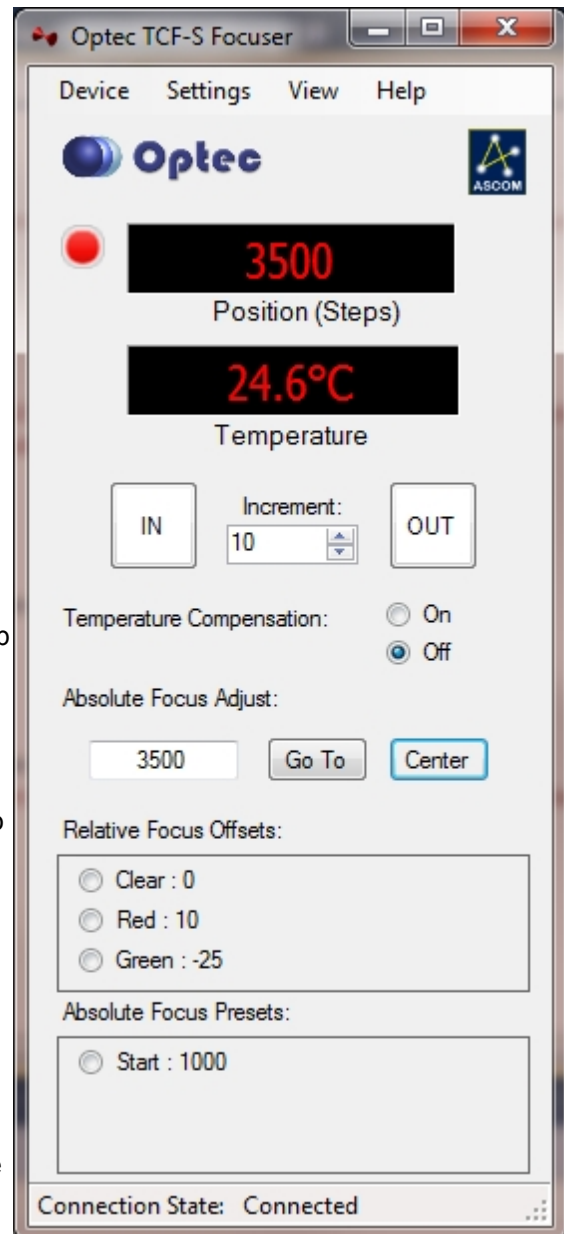 Optec TCF-S Focuser
Device Settings View Help
Optec
ASCOM
3500
Position (Steps)
24.6°C
Temperature
IN
Increment:
10
OUT
Temperature Compensation:
On
Off
Absolute Focus Adjust:
3500 Go To Center
Relative Focus Offsets:
Clear : 0
Red : 10
Green : -25
Absolute Focus Presets:
Start : 1000
Connection State: Connected